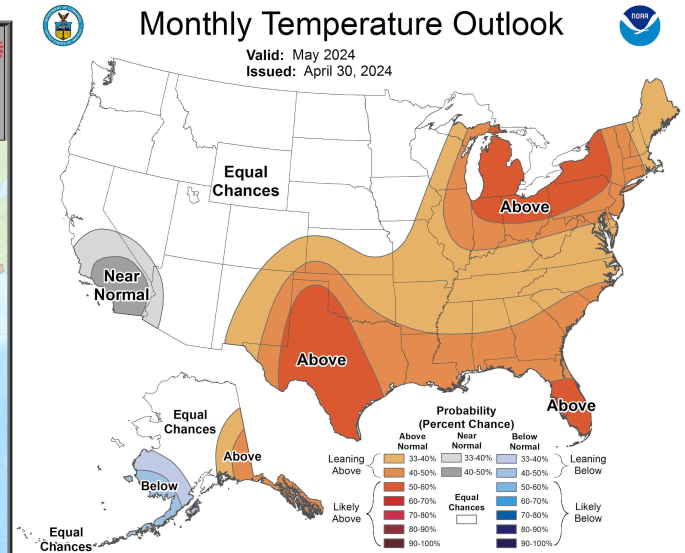 Monthly Temperature Outlook
NOAA
Valid: May 2024
Issued: April 30, 2024
Equal
Chances
Above
Near
Normal
Above
Above
Equal
Chances
Above
Below
Equal
Chances
Probability
(Percent Chance)
Above
Normal
Near
Normal
Below
Normal
Leaning
Above
33-40%
40-50%
33-40%
40-50%
33-40%
40-50%
Leaning
Below
Likely
Above
50-60%
60-70%
70-80%
80-90%
90-100%
Equal
Chances
50-60%
60-70%
70-80%
80-90%
90-100%
Likely
Below